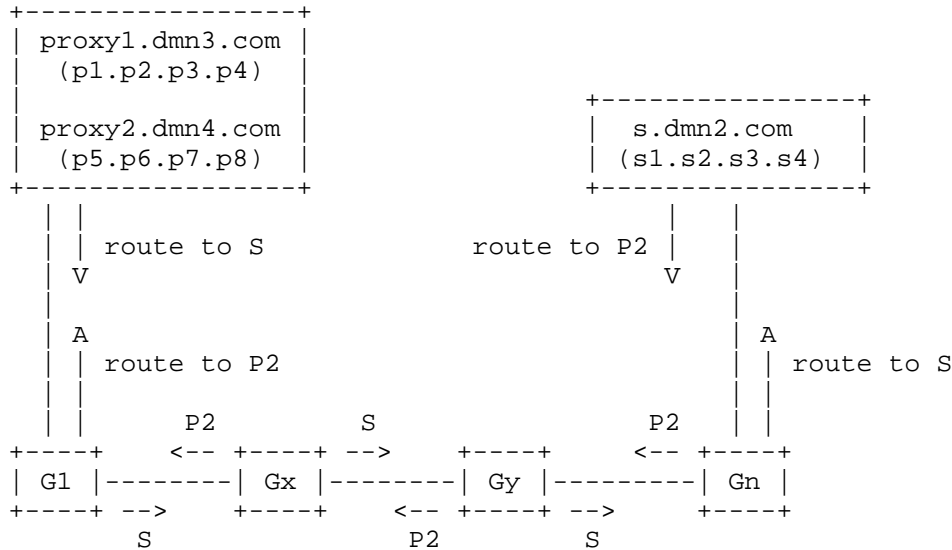 proxy1.dmn3.com
(p1.p2.p3.p4)
proxy2.dmn4.com
(p5.p6.p7.p8)
s.dmn2.com
(s1.s2.s3.s4)
route to S
route to P2
V
V
A
A
route to P2
route to S
P2
S
P2
<--
-->
<--
G1
Gx
Gy
Gn
-->
<--
-->
S
P2
S